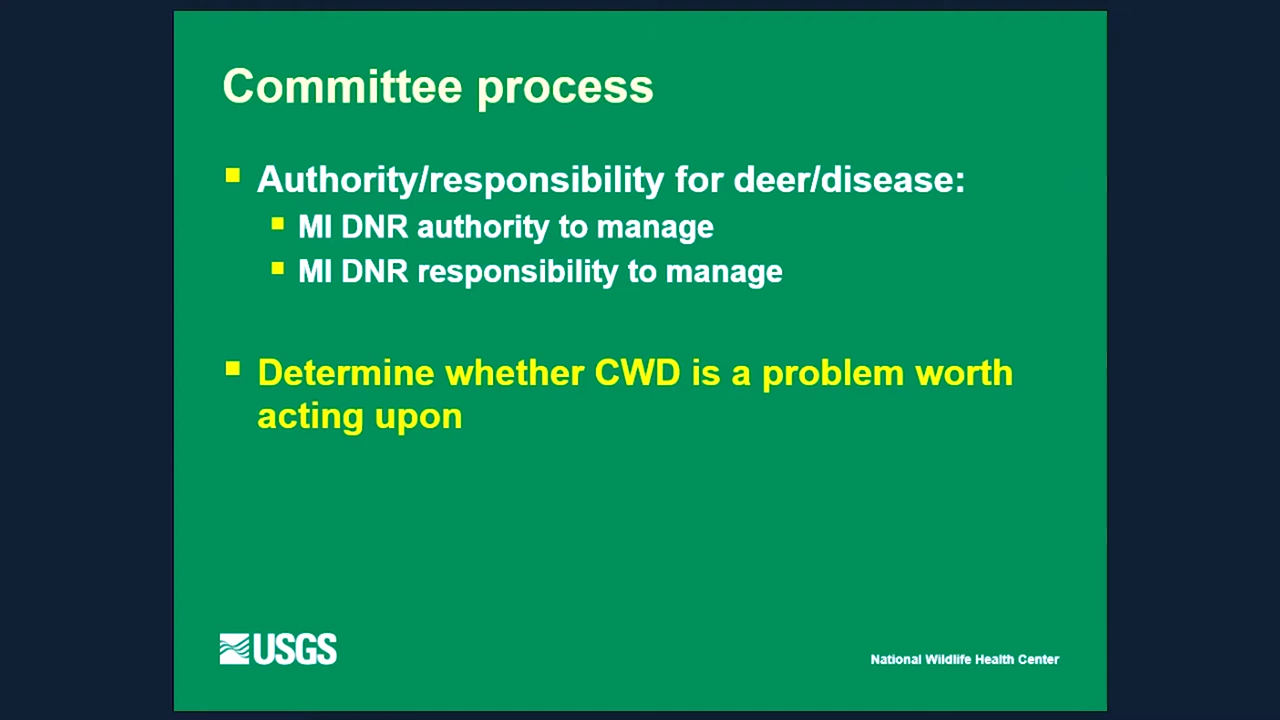 Committee process
Authority/responsibility for deer/disease:
MI DNR authority to manage
MI DNR responsibility to manage
Determine whether CWD is a problem worth
acting upon
USGS
National Wildlife Health Center